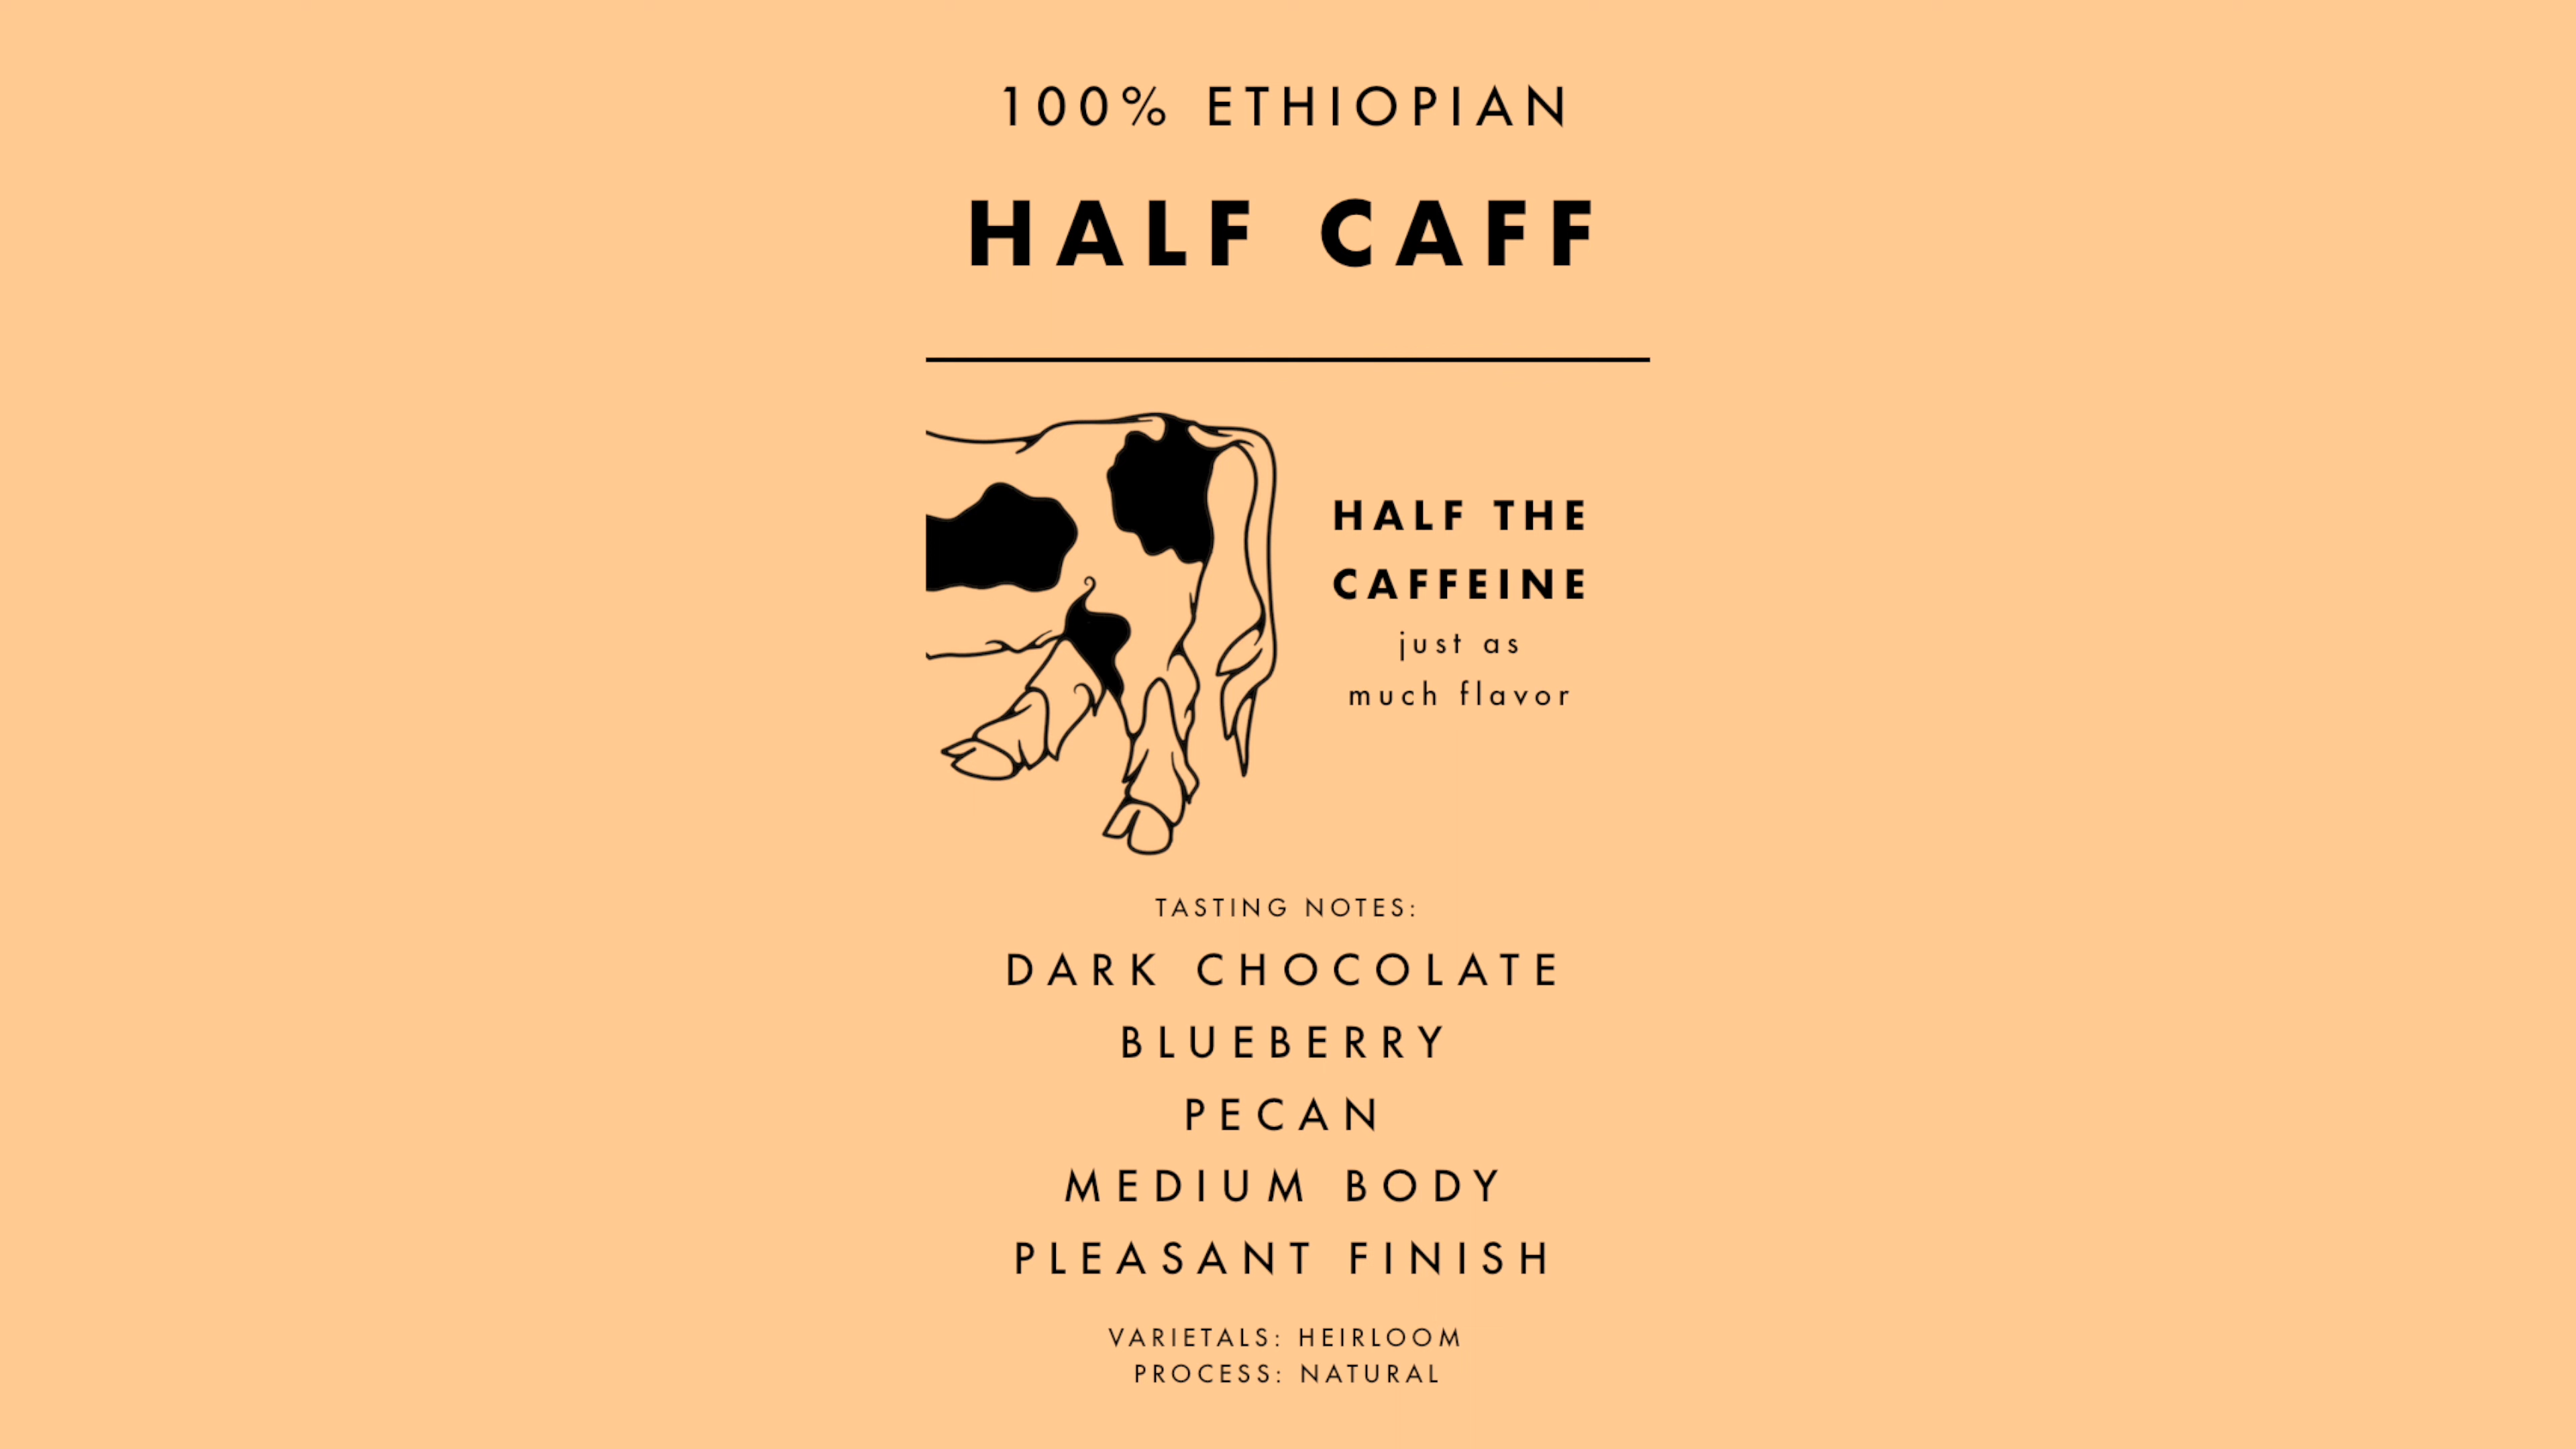 100% ETHIOPIAN
HALF CAFF
HALF THE
CAFFEINE
just as
much flavor
TASTING NOTES:
DARK CHOCOLATE
BLUEBERRY
PECAN
MEDIUM BODY
PLEASANT FINISH
VARIETALS: HEIRLOOM
PROCESS: NATURAL